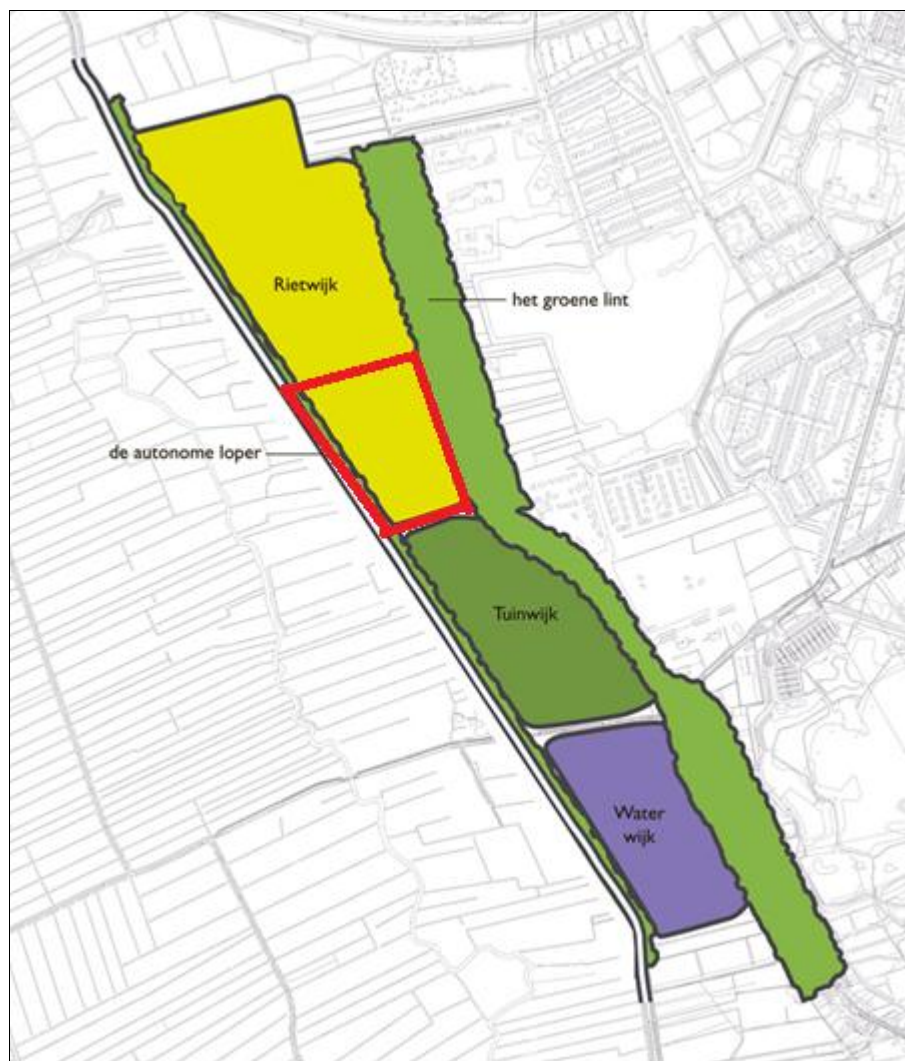 Rietwijk
het groene lint
de autonome loper
Tuinwijk
Water
wijk